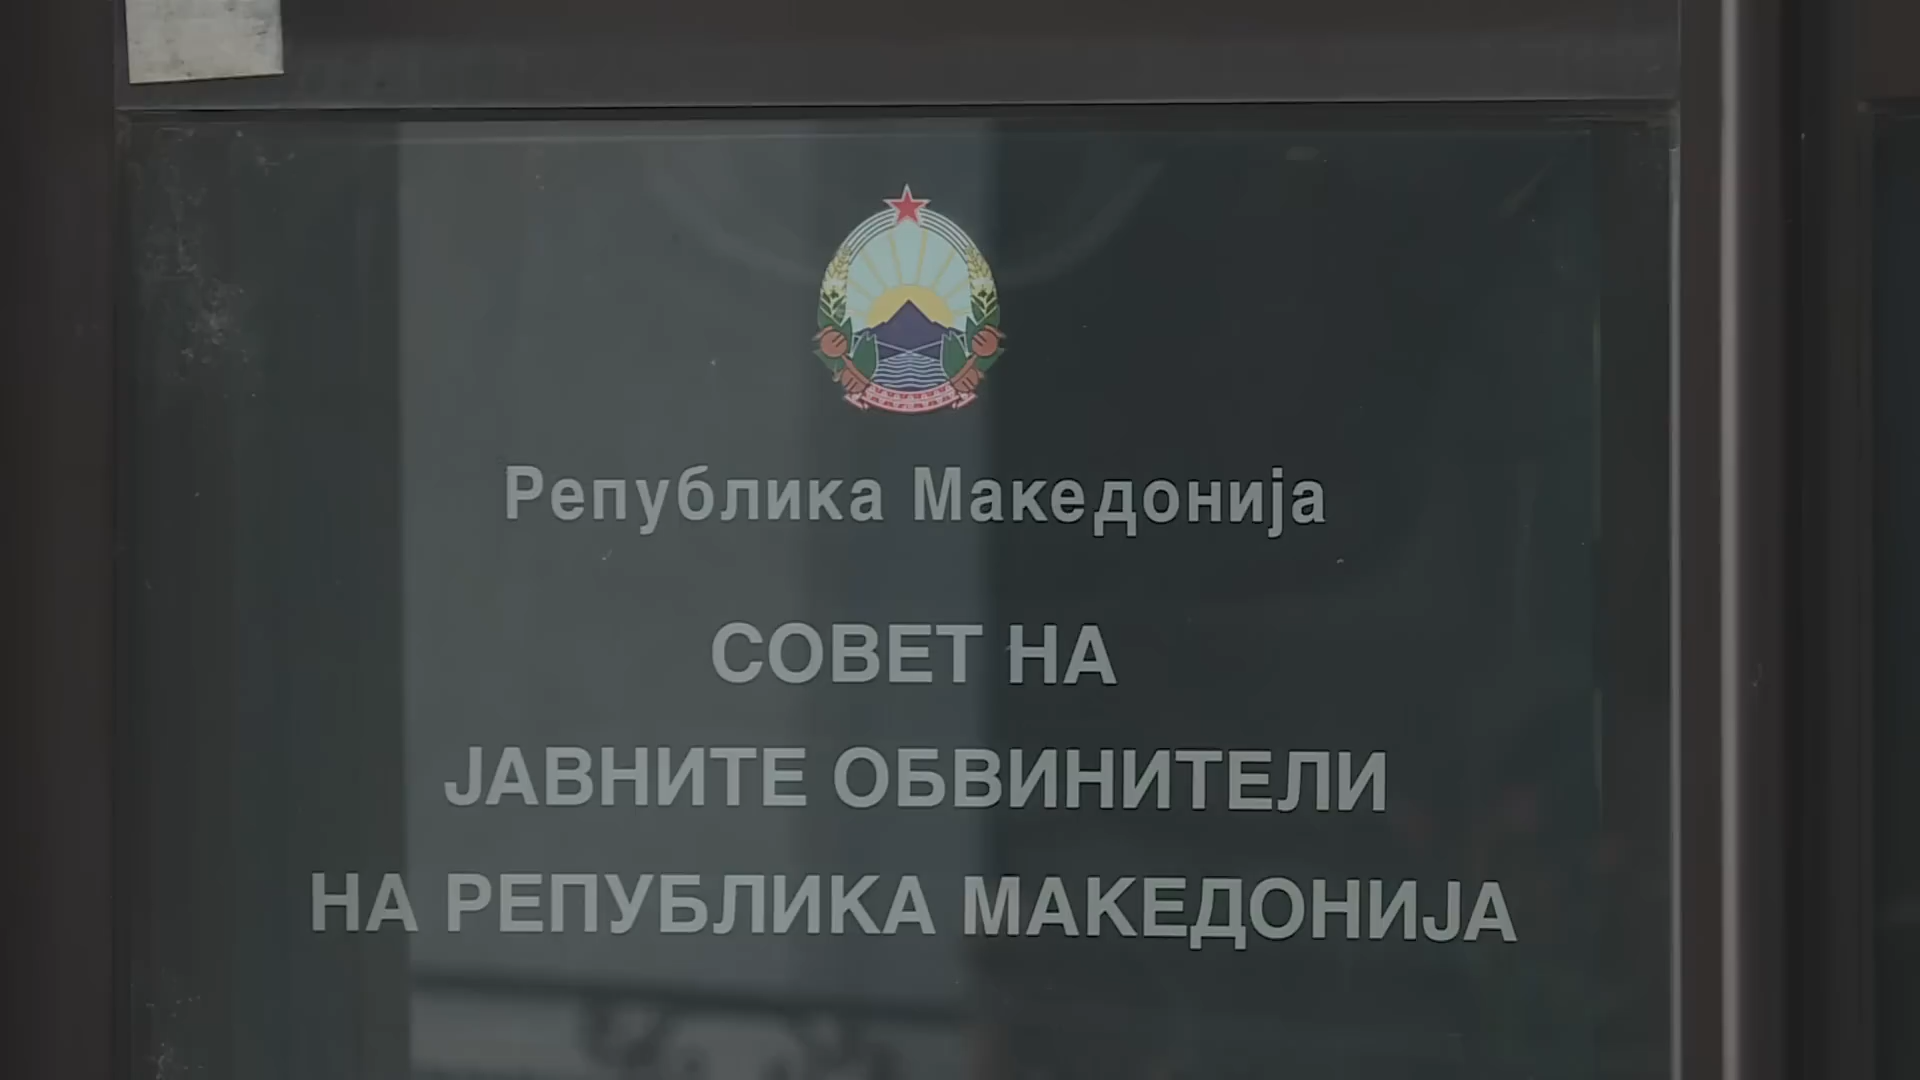 Република Македонија
СОВЕТ НА
ЈАВНИТЕ ОБВИНИТЕЛИ
НА РЕПУБЛИКА МАКЕДОНИЈА